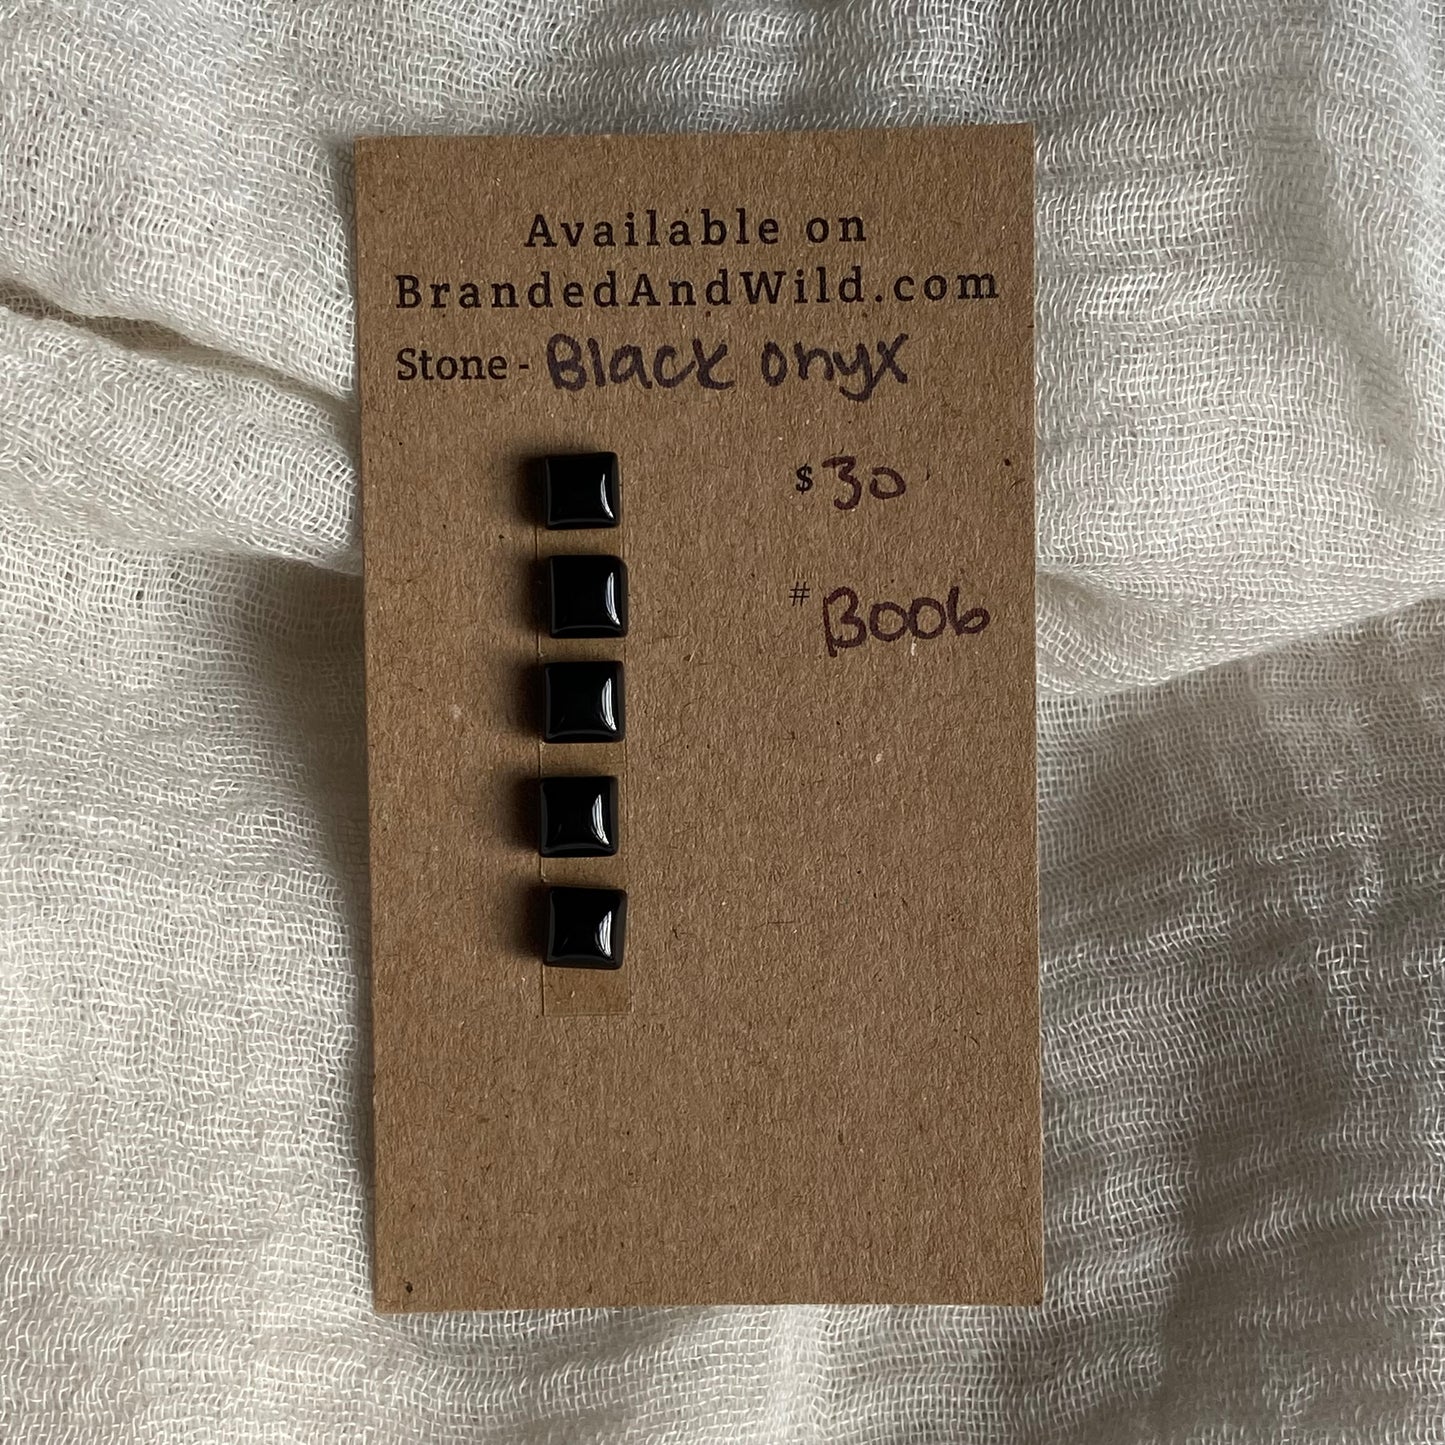 Available on
BrandedAndWild.com
Stone - Black onyx
$30
# B006